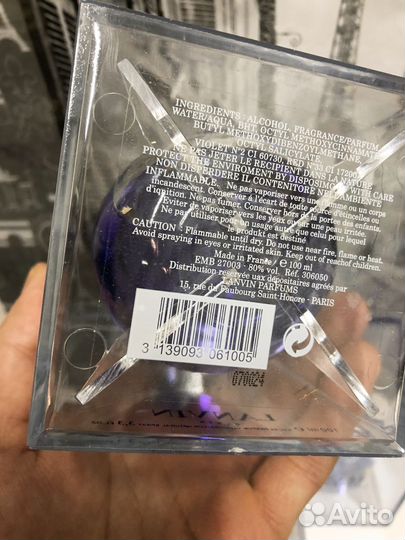 INGREDIENTS : ALCOHOL, FRAGRANCE/PARFUM
WATER/AQUA, BHT, OCTYL METHOXYCINNAMATE
BUTYL METHOXYDIBENZOYLMETHANE,
OCTYL SALICYLATE,
VIOLET N°2 CI 60730, RED N°33 CI 17200
NE PAS JETER LE RECIPIENT DANS LA NATURE
PROTECT THE ENVIROMENT BY DISPOSING WITH CARE
NON DISPERDERE IL CONTENITORE NELL'AMBIENTE
INFLAMMABLE. Ne pas vaporiser vers une flamme ou un corps
incandescent. Conserver à l'écart de toute source d'étincelles ou
d'ignition. Ne pas fumer. Conserver hors de la portée des enfants.
Eviter de vaporiser vers les yeux ou sur une peau irritée.
Ne pas utiliser pour un usage autre que celui pour lequel
le produit est destiné
CAUTION : Flammable until dry. Do not use near fire, flame or heat.
Avoid spraying in eyes or irritated skin. Keep out of reach of children.
Made in France / ℮ 100 ml
EMB 27003 - 80% vol. Réf. 306050
Distribution réservée aux dépositaires agréés par
LANVIN PARFUMS
15, rue du Faubourg Saint-Honore - PARIS
3 139093 061005
LANVIN
PARIS
Avito